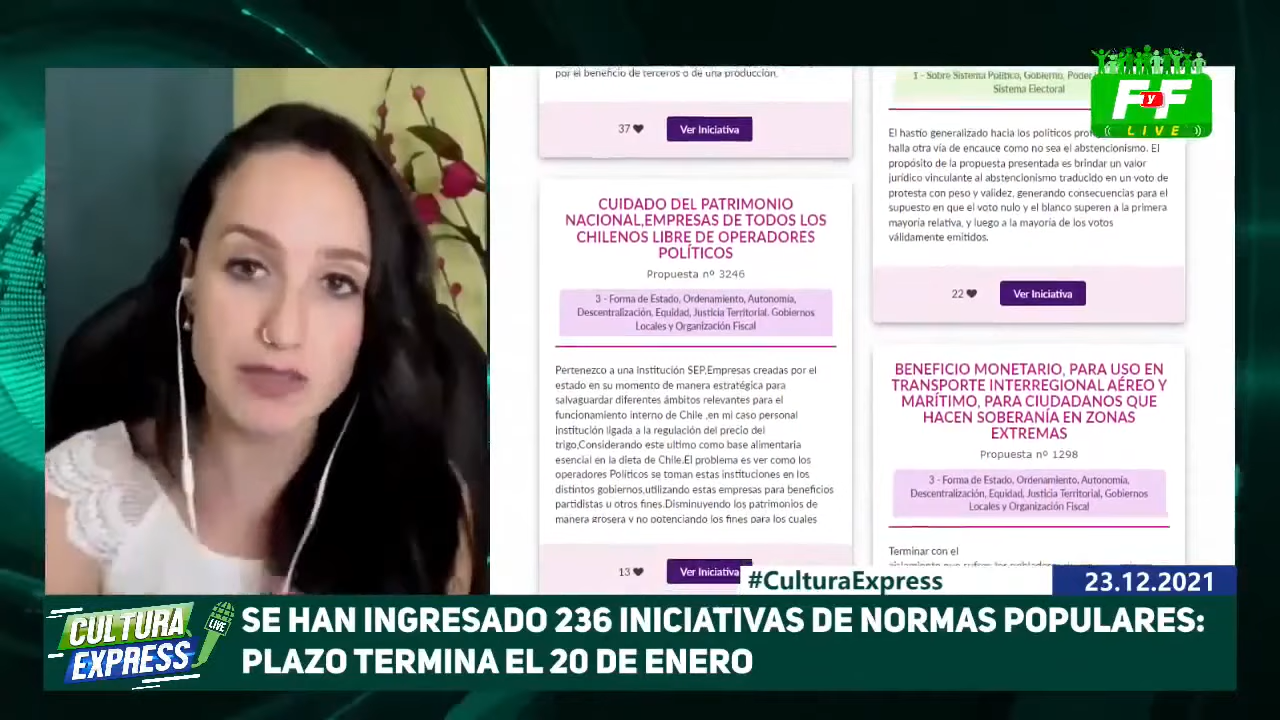 por el beneficio de terceros o de una producción.
37
Ver Iniciativa
CUIDADO DEL PATRIMONIO
NACIONAL,EMPRESAS DE TODOS LOS
CHILENOS LIBRE DE OPERADORES
POLÍTICOS
Propuesta nº 3246
3 - Forma de Estado, Ordenamiento, Autonomía,
Descentralización, Equidad, Justicia Territorial, Gobiernos
Locales y Organización Fiscal
Pertenezco a una Institución SEP,Empresas creadas por el
estado en su momento de manera estratégica para
salvaguardar diferentes ámbitos relevantes para el
funcionamiento interno de Chile ,en mi caso personal
institución ligada a la regulación del precio del
trigo,Considerando este ultimo como base alimentaria
esencial en la dieta de Chile.El problema es ver como los
operadores Políticos se toman estas instituciones en los
distintos gobiernos,utilizando estas empresas para beneficios
partidistas u otros fines.Disminuyendo los patrimonios de
manera grosera y no potenciando los fines para los cuales
13
Ver Iniciativa
1 - Sobre Sistema Político, Gobierno, Poder
Sistema Electoral
El hastío generalizado hacia los políticos
halla otra vía de encauce como no sea el abstencionismo. El
propósito de la propuesta presentada es brindar un valor
jurídico vinculante al abstencionismo traducido en un voto de
protesta con peso y validez, generando consecuencias para el
supuesto en que el voto nulo y el blanco superen a la primera
mayoría relativa, y luego a la mayoría de los votos
válidamente emitidos.
22
Ver Iniciativa
BENEFICIO MONETARIO, PARA USO EN
TRANSPORTE INTERREGIONAL AÉREO Y
MARÍTIMO, PARA CIUDADANOS QUE
HACEN SOBERANÍA EN ZONAS
EXTREMAS
Propuesta nº 1298
3 - Forma de Estado, Ordenamiento, Autonomía,
Descentralización, Equidad, Justicia Territorial, Gobiernos
Locales y Organización Fiscal
Terminar con el
FyF
LIVE
#CulturaExpress
23.12.2021
CULTURA
EXPRESS
LIVE
SE HAN INGRESADO 236 INICIATIVAS DE NORMAS POPULARES:
PLAZO TERMINA EL 20 DE ENERO